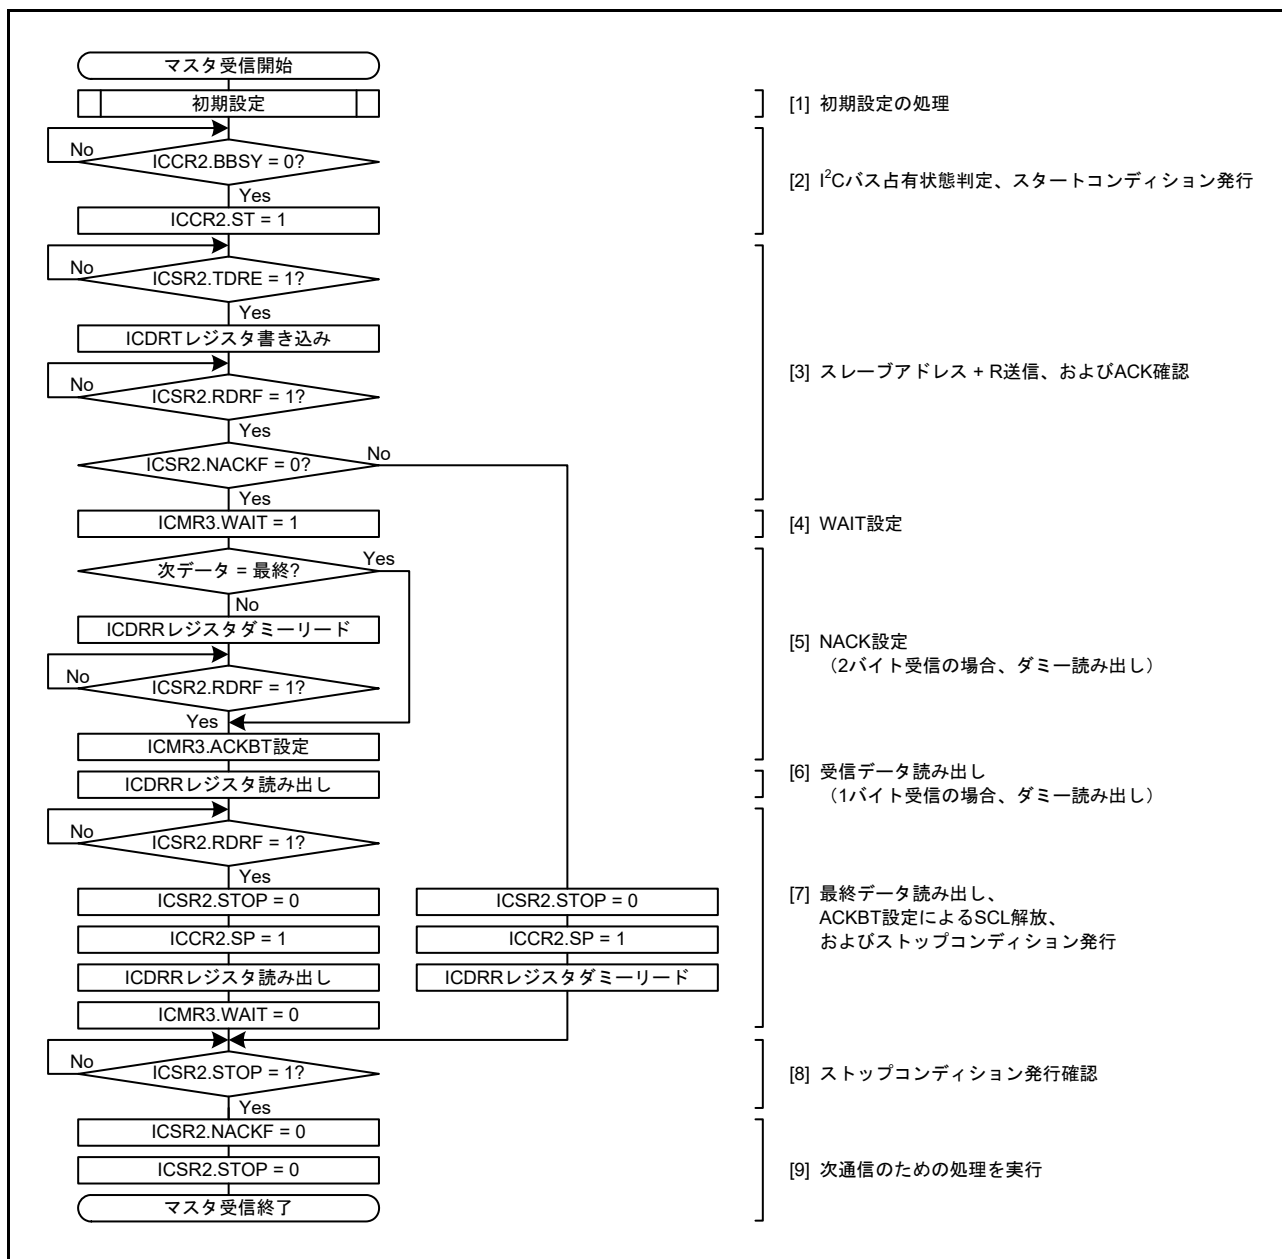 マスタ受信開始
初期設定
[1] 初期設定の処理
No
ICCR2.BBSY = 0?
Yes
ICCR2.ST = 1
[2] I²Cバス占有状態判定、スタートコンディション発行
No
ICSR2.TDRE = 1?
Yes
ICDRTレジスタ書き込み
No
ICSR2.RDRF = 1?
Yes
ICSR2.NACKF = 0?
No
Yes
[3] スレーブアドレス + R送信、およびACK確認
ICMR3.WAIT = 1
[4] WAIT設定
次データ = 最終?
Yes
No
ICDRRレジスタダミーリード
No
ICSR2.RDRF = 1?
Yes
ICMR3.ACKBT設定
[5] NACK設定
（2バイト受信の場合、ダミー読み出し）
ICDRRレジスタ読み出し
[6] 受信データ読み出し
（1バイト受信の場合、ダミー読み出し）
No
ICSR2.RDRF = 1?
Yes
ICSR2.STOP = 0
ICCR2.SP = 1
ICDRRレジスタ読み出し
ICMR3.WAIT = 0
ICSR2.STOP = 0
ICCR2.SP = 1
ICDRRレジスタダミーリード
[7] 最終データ読み出し、
ACKBT設定によるSCL解放、
およびストップコンディション発行
No
ICSR2.STOP = 1?
Yes
[8] ストップコンディション発行確認
ICSR2.NACKF = 0
ICSR2.STOP = 0
[9] 次通信のための処理を実行
マスタ受信終了